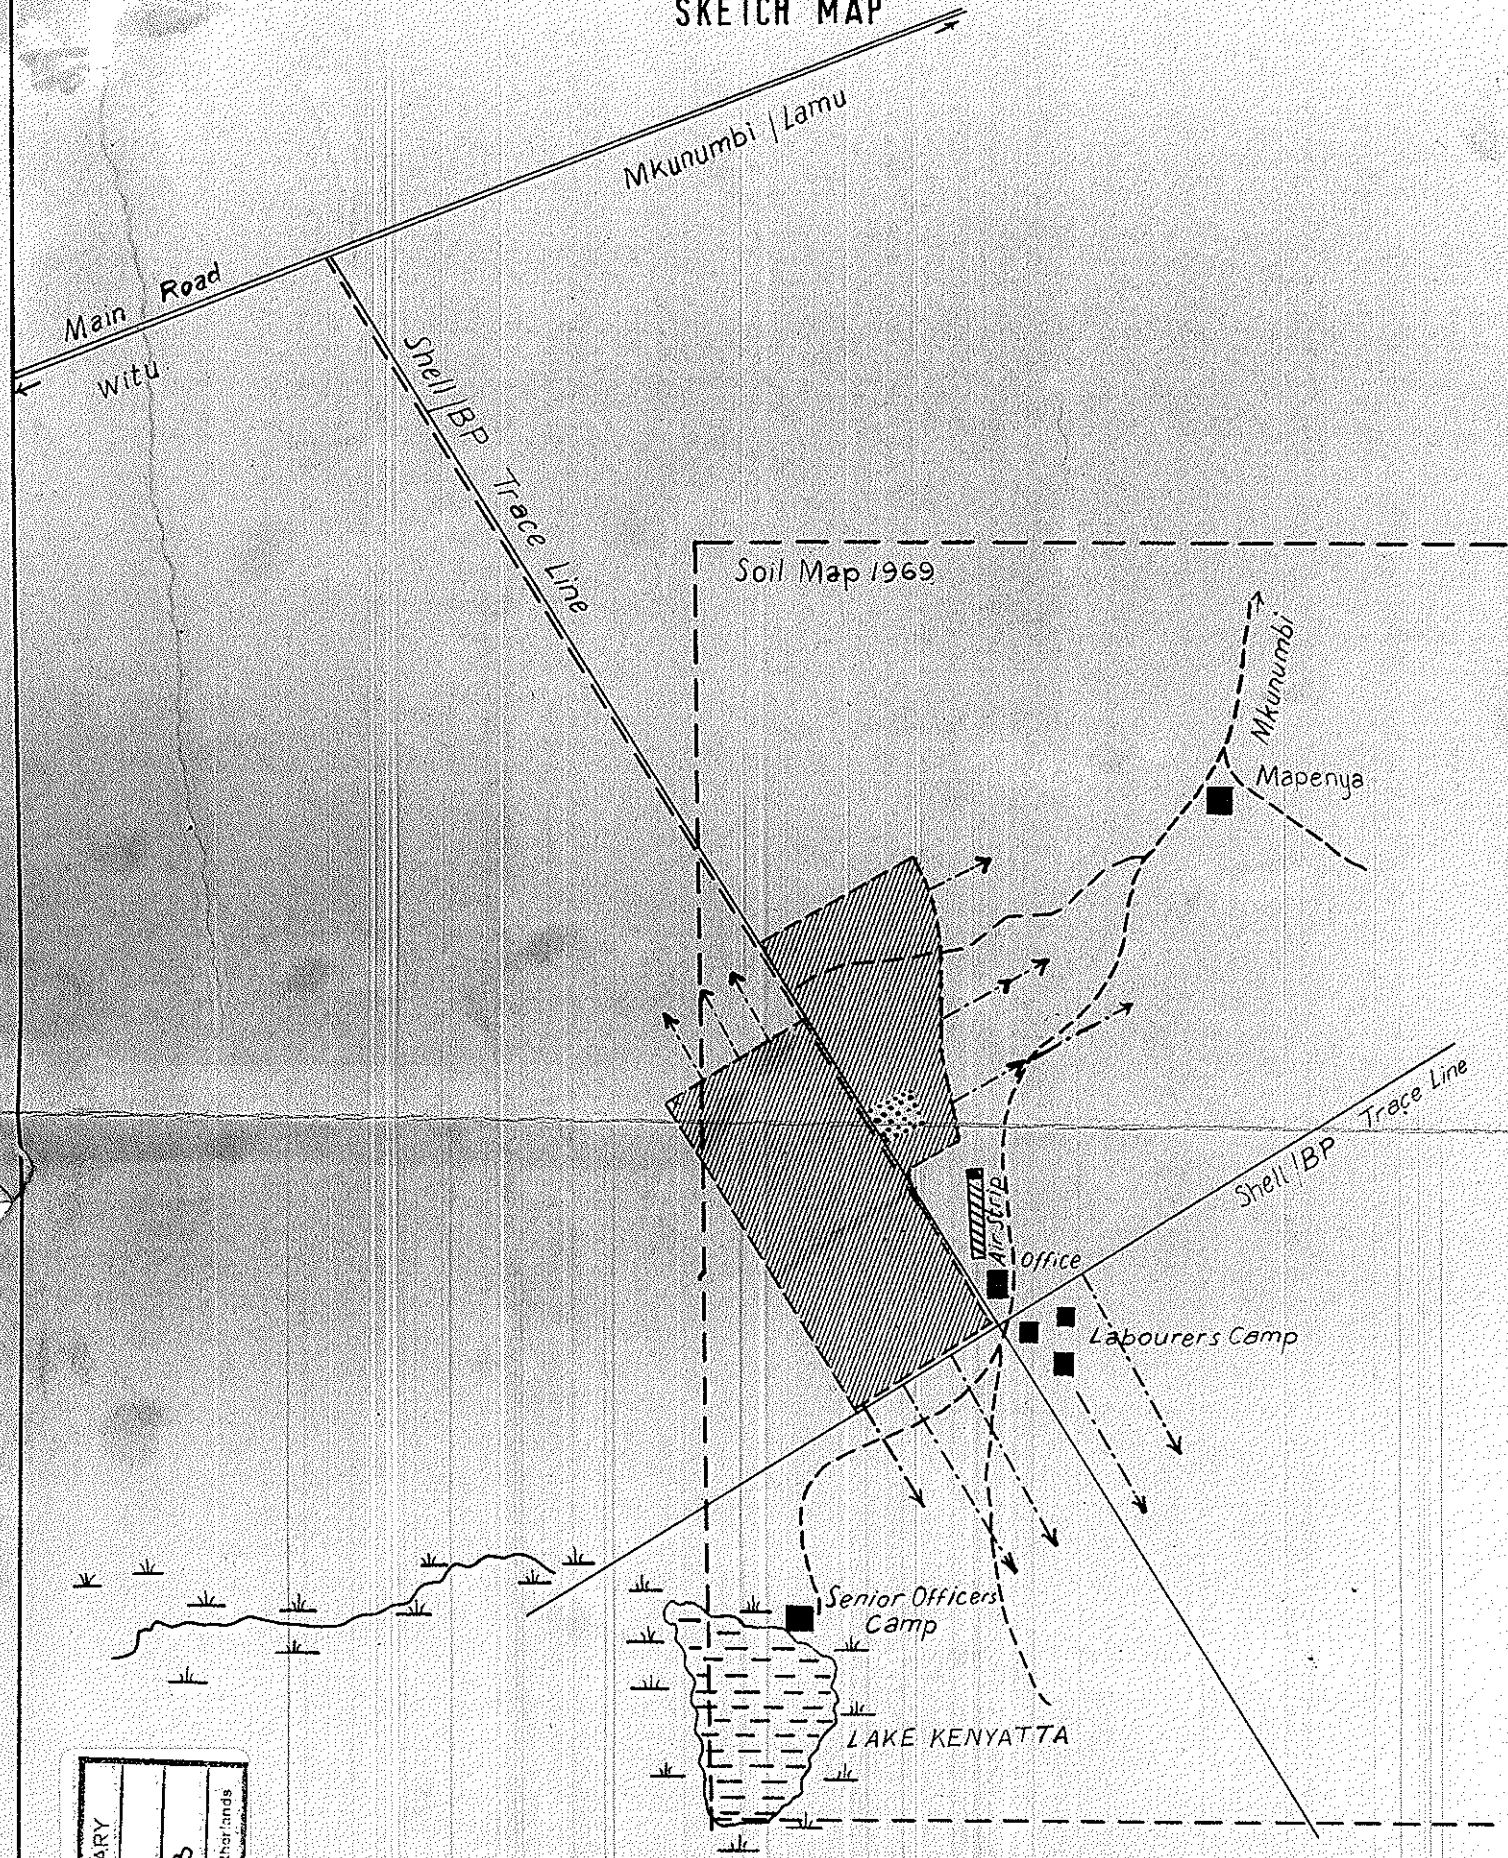 SKETCH MAP
Mkunumbi / Lamu
Main Road
Witu
Shell/BP Trace Line
Soil Map 1969
Mkunumbi
Mapenya
Shell/BP Trace Line
Air Strip
Office
Labourers Camp
Senior Officers
Camp
LAKE KENYATTA